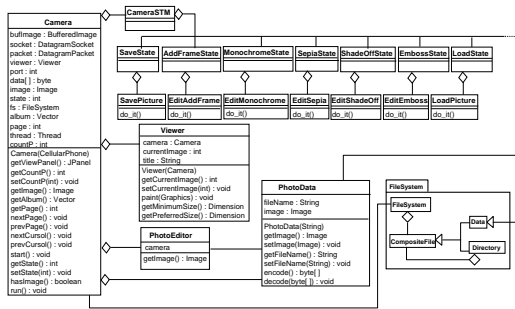 Camera
bufImage : BufferedImage
socket : DatagramSocket
packet : DatagramPacket
viewer : Viewer
port : int
data[ ] : byte
image : Image
state : int
fs : FileSystem
album : Vector
page : int
thread : Thread
countP : int
Camera(CellularPhone)
getViewPanel() : JPanel
getCountP() : int
setCountP(int) : void
getImage() : Image
getAlbum() : Vector
getPage() : int
nextPage() : void
prevPage() : void
nextCursol() : void
prevCursol() : void
start() : void
getState() : int
setState(int) : void
hasImage() : boolean
run() : void
CameraSTM
SaveState
AddFrameState
MonochromeState
SepiaState
ShadeOffState
EmbossState
LoadState
SavePicture
do_it()
EditAddFrame
do_it()
EditMonochrome
do_it()
EditSepia
do_it()
EditShadeOff
do_it()
EditEmboss
do_it()
LoadPicture
do_it()
Viewer
camera : Camera
currentImage : int
title : String
Viewer(Camera)
getCurrentImage() : int
setCurrentImage(int) : void
paint(Graphics) : void
getMinimumSize() : Dimension
getPreferredSize() : Dimension
PhotoEditor
camera
getImage() : Image
PhotoData
fileName : String
image : Image
PhotoData(String)
getImage() : Image
setImage(Image) : void
getFileName() : String
setFileName(String) : void
encode() : byte[ ]
decode(byte[ ]) : void
FileSystem
FileSystem
Data
CompositeFile
Directory